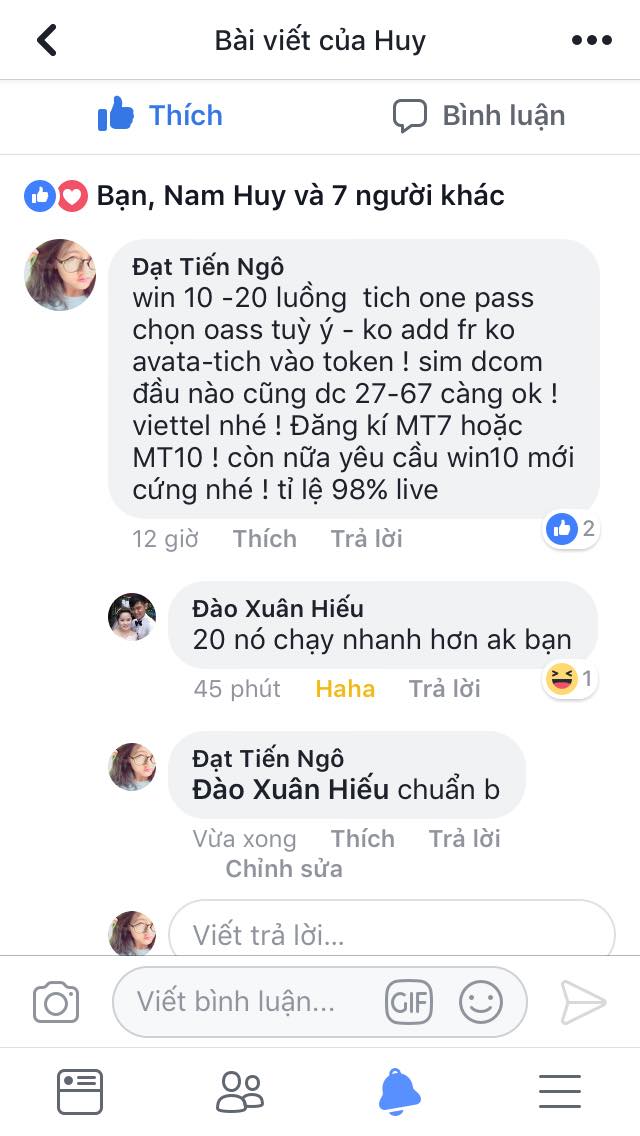 Bài viết của Huy
Thích
Bình luận
Bạn, Nam Huy và 7 người khác
Đạt Tiến Ngô
win 10 -20 luồng  tich one pass
chọn oass tuỳ ý - ko add fr ko
avata-tich vào token ! sim dcom
đầu nào cũng dc 27-67 càng ok !
viettel nhé ! Đăng kí MT7 hoặc
MT10 ! còn nữa yêu cầu win10 mới
cứng nhé ! tỉ lệ 98% live
12 giờ Thích Trả lời 2
Đào Xuân Hiếu
20 nó chạy nhanh hơn ak bạn
45 phút Haha Trả lời 1
Đạt Tiến Ngô
Đào Xuân Hiếu chuẩn b
Vừa xong Thích Trả lời
Chỉnh sửa
Viết trả lời...
Viết bình luận... GIF